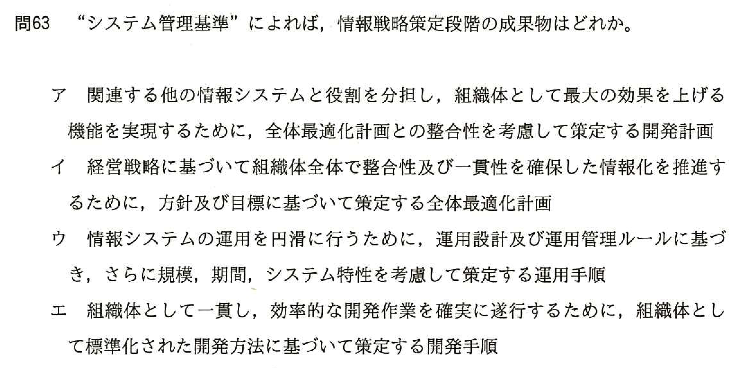 問63 “システム管理基準”によれば，情報戦略策定段階の成果物はどれか。
ア 関連する他の情報システムと役割を分担し，組織体として最大の効果を上げる
機能を実現するために，全体最適化計画との整合性を考慮して策定する開発計画
イ 経営戦略に基づいて組織体全体で整合性及び一貫性を確保した情報化を推進す
るために，方針及び目標に基づいて策定する全体最適化計画
ウ 情報システムの運用を円滑に行うために，運用設計及び運用管理ルールに基づ
き，さらに規模，期間，システム特性を考慮して策定する運用手順
エ 組織体として一貫し，効率的な開発作業を確実に遂行するために，組織体とし
て標準化された開発方法に基づいて策定する開発手順